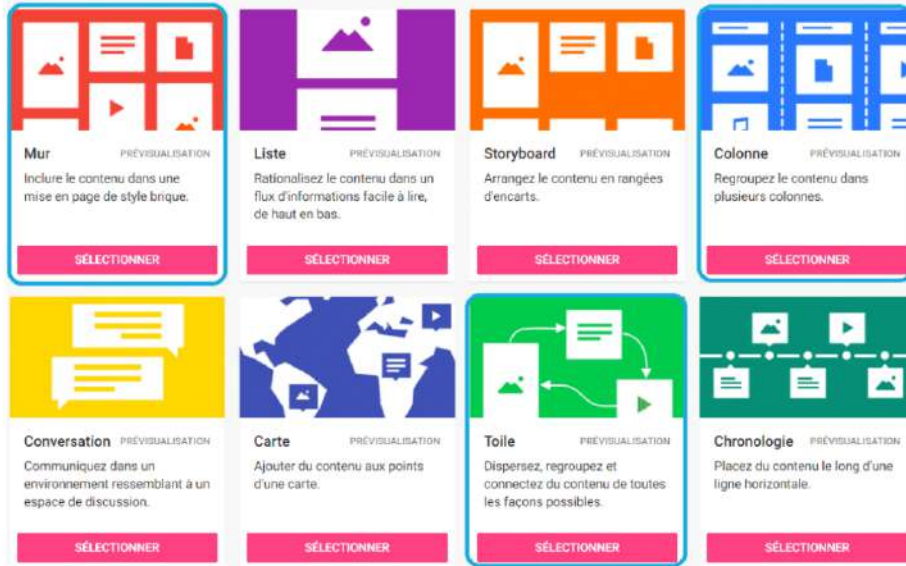 Mur PRÉVISUALISATION
Inclure le contenu dans une
mise en page de style brique.
SÉLECTIONNER
Liste PRÉVISUALISATION
Rationalisez le contenu dans un
flux d'informations facile à lire,
de haut en bas.
SÉLECTIONNER
Storyboard PRÉVISUALISATION
Arrangez le contenu en rangées
d'encarts.
SÉLECTIONNER
Colonne PRÉVISUALISATION
Regroupez le contenu dans
plusieurs colonnes.
SÉLECTIONNER
Conversation PRÉVISUALISATION
Communiquez dans un
environnement ressemblant à un
espace de discussion.
SÉLECTIONNER
Carte PRÉVISUALISATION
Ajouter du contenu aux points
d'une carte.
SÉLECTIONNER
Toile PRÉVISUALISATION
Dispersez, regroupez et
connectez du contenu de toutes
les façons possibles.
SÉLECTIONNER
Chronologie PRÉVISUALISATION
Placez du contenu le long d'une
ligne horizontale.
SÉLECTIONNER